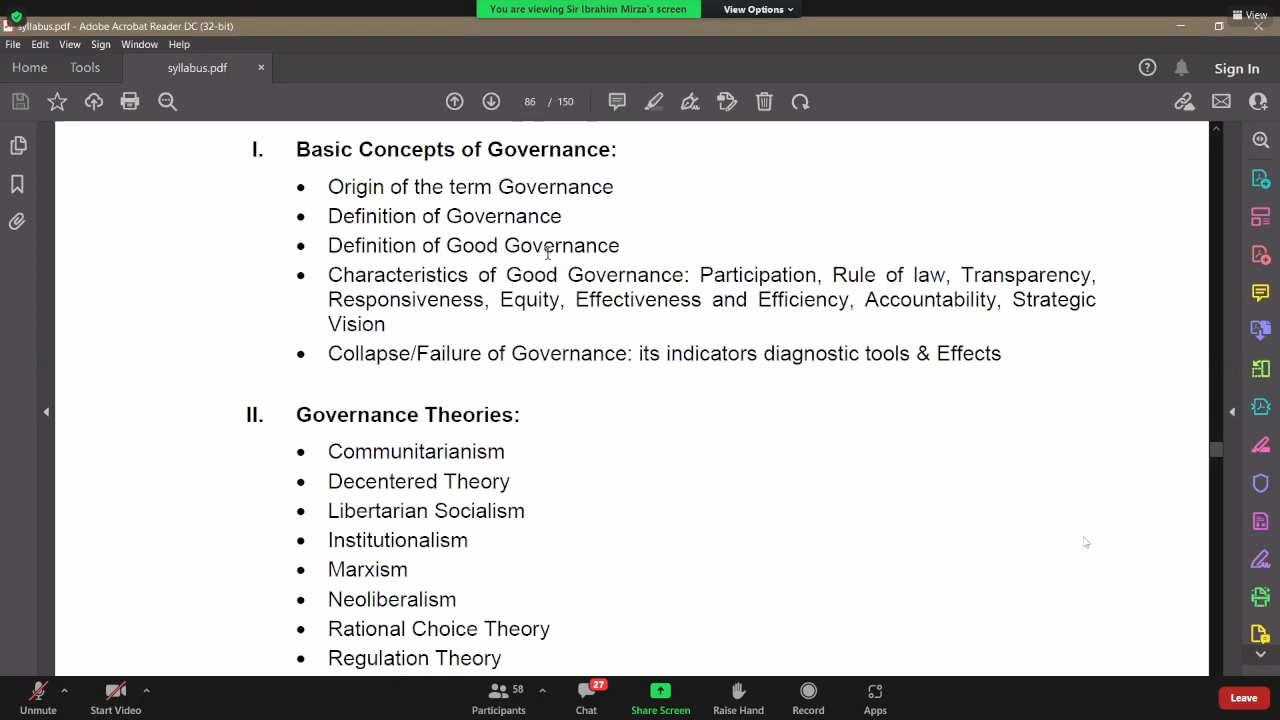 You are viewing Sir Ibrahim Mirza's screen
View Options
View
syllabus.pdf - Adobe Acrobat Reader DC (32-bit)
File Edit View Sign Window Help
Home Tools syllabus.pdf × Sign In
86 / 150
I. Basic Concepts of Governance:
• Origin of the term Governance
• Definition of Governance
• Definition of Good Governance
• Characteristics of Good Governance: Participation, Rule of law, Transparency,
Responsiveness, Equity, Effectiveness and Efficiency, Accountability, Strategic
Vision
• Collapse/Failure of Governance: its indicators diagnostic tools & Effects
II. Governance Theories:
• Communitarianism
• Decentered Theory
• Libertarian Socialism
• Institutionalism
• Marxism
• Neoliberalism
• Rational Choice Theory
• Regulation Theory
58 27
Unmute Start Video Participants Chat Share Screen Raise Hand Record Apps Leave